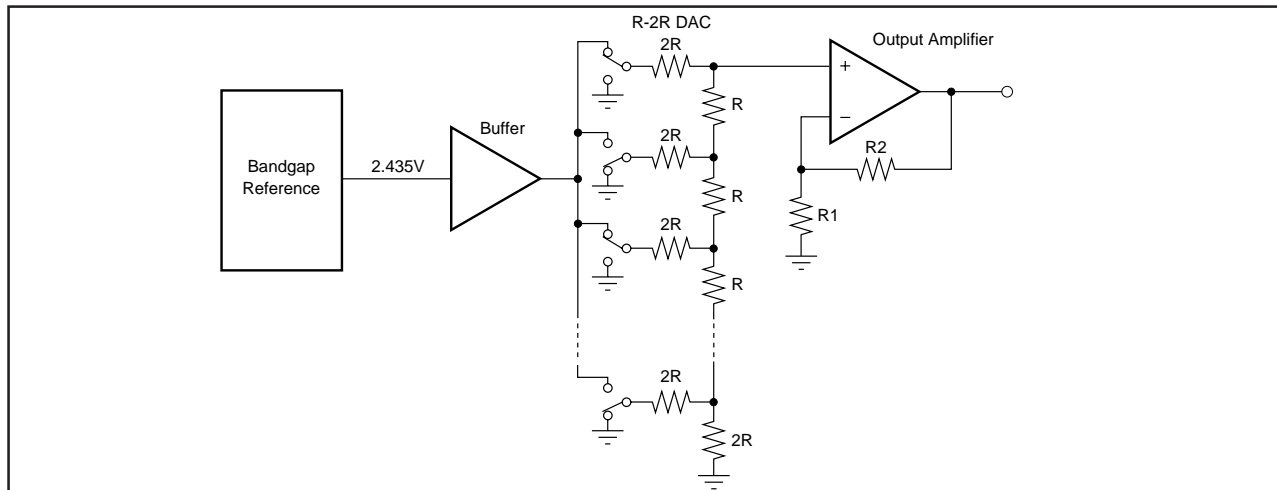 R-2R DAC
2R
Output Amplifier
+
R
−
Buffer
2R
R2
Bandgap
Reference
2.435V
R
R1
2R
R
2R
2R